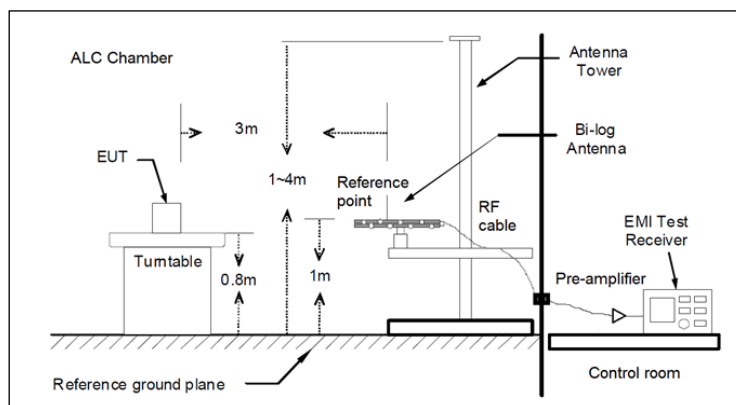 ALC Chamber
Antenna
Tower
3m
Bi-log
Antenna
EUT
1~4m
Reference
point
RF
cable
EMI Test
Receiver
Turntable
0.8m
1m
Pre-amplifier
Reference ground plane
Control room